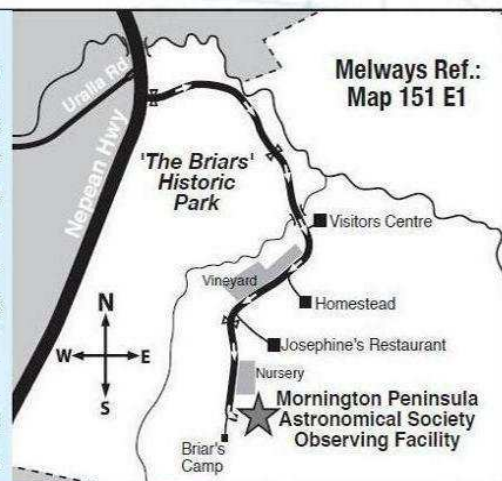 Melways Ref.:
Map 151 E1
Uralla Rd
Nepean Hwy
'The Briars'
Historic
Park
Visitors Centre
Vineyard
Homestead
N
W
E
S
Josephine's Restaurant
Nursery
Mornington Peninsula
Astronomical Society
Observing Facility
Briar's
Camp